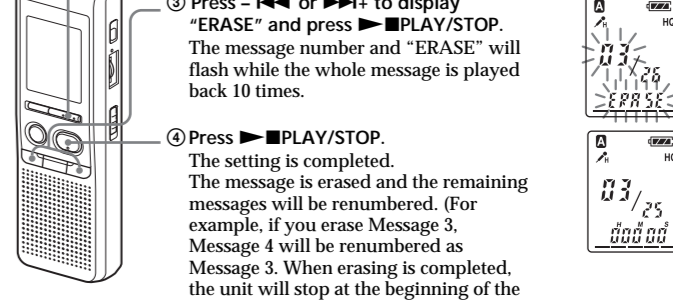 ③ Press – ⏮ or ⏭+ to display
"ERASE" and press ►■PLAY/STOP.
The message number and “ERASE” will
flash while the whole message is played
back 10 times.
④ Press ►■PLAY/STOP.
The setting is completed.
The message is erased and the remaining
messages will be renumbered. (For
example, if you erase Message 3,
Message 4 will be renumbered as
Message 3. When erasing is completed,
the unit will stop at the beginning of the
A
HQ
03/26
ERASE
A
HQ
03/25
H M S
00 00 00